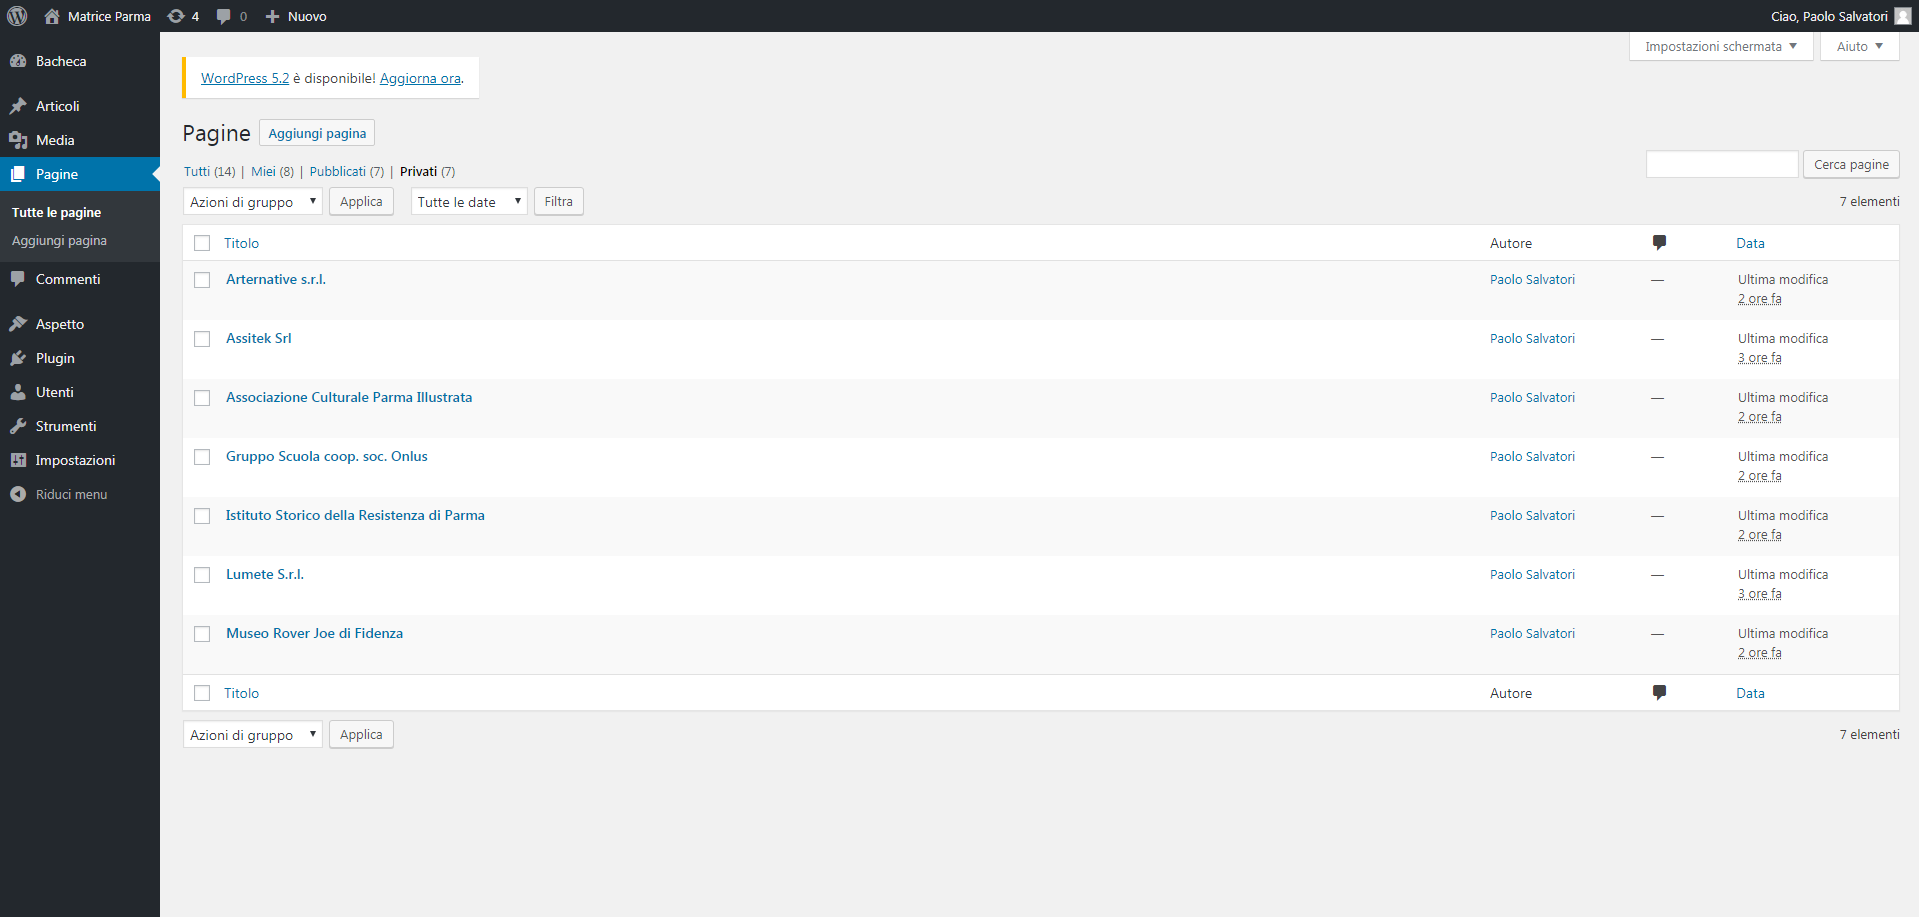 Matrice Parma 4 0 Nuovo Ciao, Paolo Salvatori
Impostazioni schermata Aiuto
Bacheca
Articoli
Media
Pagine
Tutte le pagine
Aggiungi pagina
Commenti
Aspetto
Plugin
Utenti
Strumenti
Impostazioni
Riduci menu
WordPress 5.2 è disponibile! Aggiorna ora.
Pagine Aggiungi pagina
Tutti (14) | Miei (8) | Pubblicati (7) | Privati (7)
Cerca pagine
Azioni di gruppo Applica Tutte le date Filtra 7 elementi
Titolo Autore Data
Arternative s.r.l. Paolo Salvatori — Ultima modifica
2 ore fa
Assitek Srl Paolo Salvatori — Ultima modifica
3 ore fa
Associazione Culturale Parma Illustrata Paolo Salvatori — Ultima modifica
2 ore fa
Gruppo Scuola coop. soc. Onlus Paolo Salvatori — Ultima modifica
2 ore fa
Istituto Storico della Resistenza di Parma Paolo Salvatori — Ultima modifica
2 ore fa
Lumete S.r.l. Paolo Salvatori — Ultima modifica
3 ore fa
Museo Rover Joe di Fidenza Paolo Salvatori — Ultima modifica
2 ore fa
Titolo Autore Data
Azioni di gruppo Applica 7 elementi